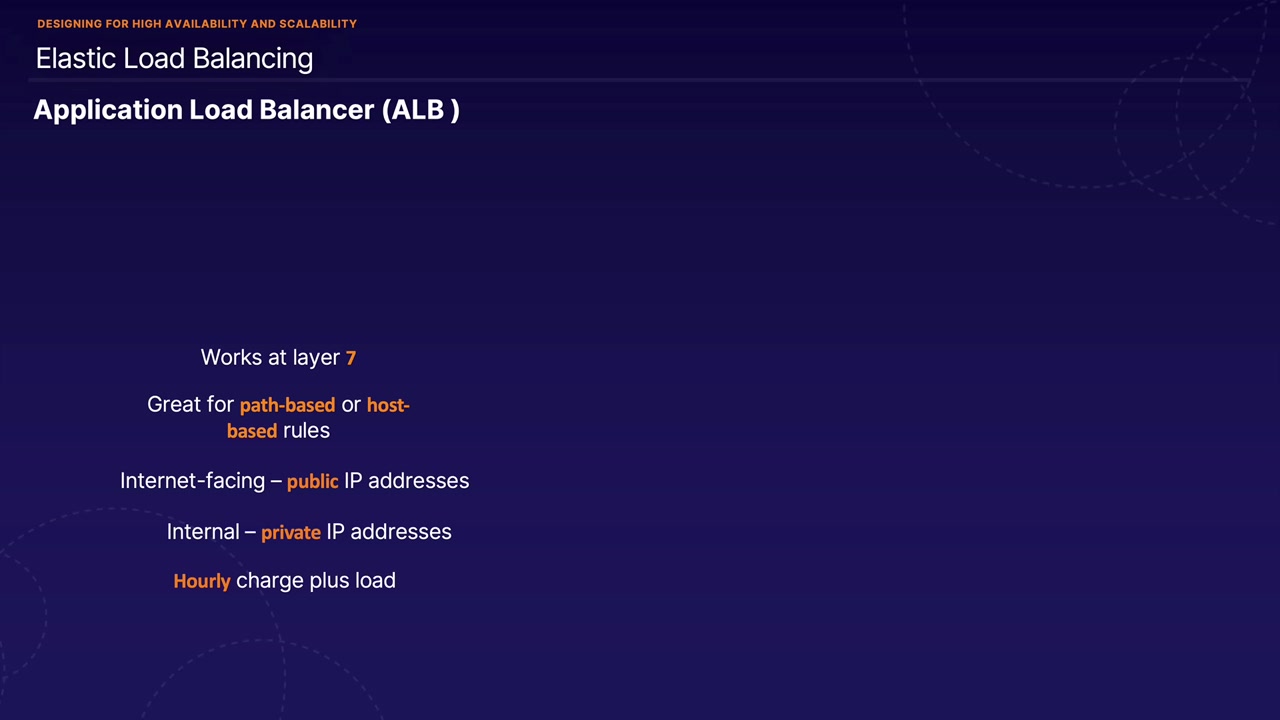 DESIGNING FOR HIGH AVAILABILITY AND SCALABILITY
Elastic Load Balancing
Application Load Balancer (ALB )
Works at layer 7
Great for path-based or host-
based rules
Internet-facing – public IP addresses
Internal – private IP addresses
Hourly charge plus load